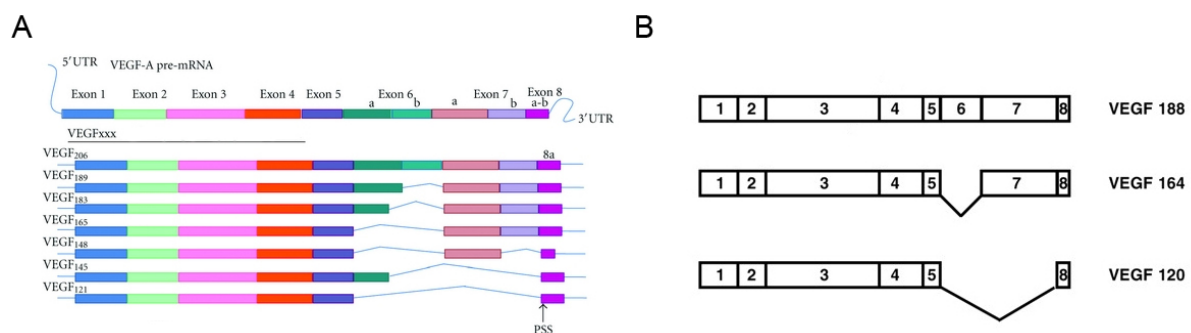 A
5′UTR VEGF-A pre-mRNA
Exon 1 Exon 2 Exon 3 Exon 4 Exon 5 Exon 6 Exon 7 Exon 8
a b a b a-b
3′UTR
VEGFxxx
VEGF206
8a
VEGF189
VEGF183
VEGF165
VEGF148
VEGF145
VEGF121
PSS
B
1 2 3 4 5 6 7 8 VEGF 188
1 2 3 4 5 7 8 VEGF 164
1 2 3 4 5 8 VEGF 120